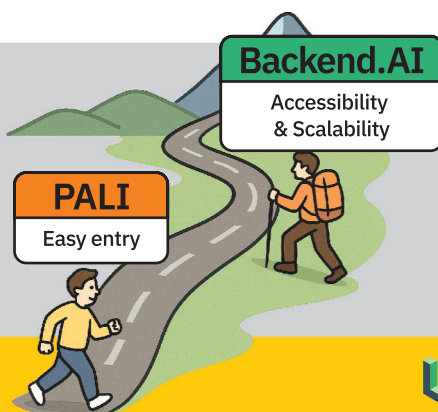 Backend.AI
Accessibility
& Scalability
PALI
Easy entry